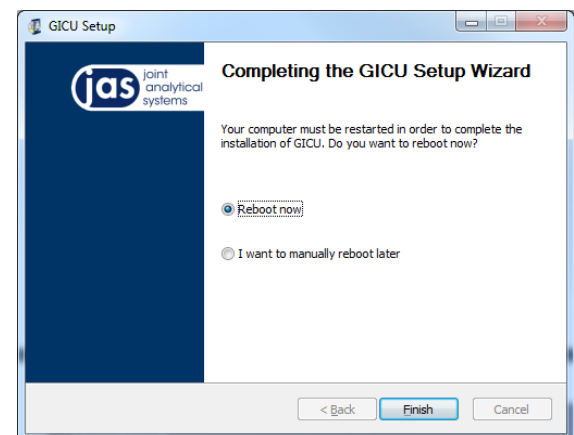 GICU Setup
jas joint
analytical
systems
Completing the GICU Setup Wizard
Your computer must be restarted in order to complete the
installation of GICU. Do you want to reboot now?
Reboot now
I want to manually reboot later
< Back
Finish
Cancel